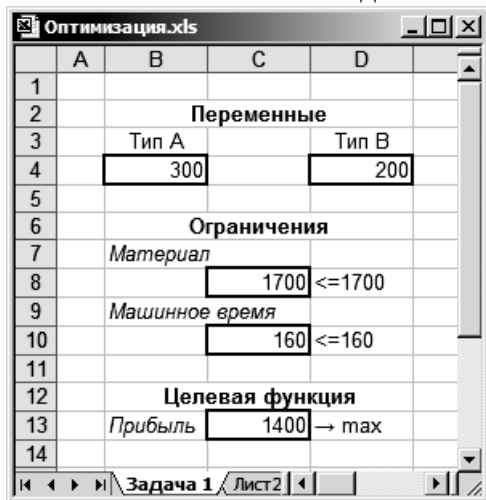 Оптимизация.xls
A B C D
1
2 Переменные
3 Тип A Тип B
4 300 200
5
6 Ограничения
7 Материал
8 1700 <=1700
9 Машинное время
10 160 <=160
11
12 Целевая функция
13 Прибыль 1400 → max
14
Задача 1 Лист2